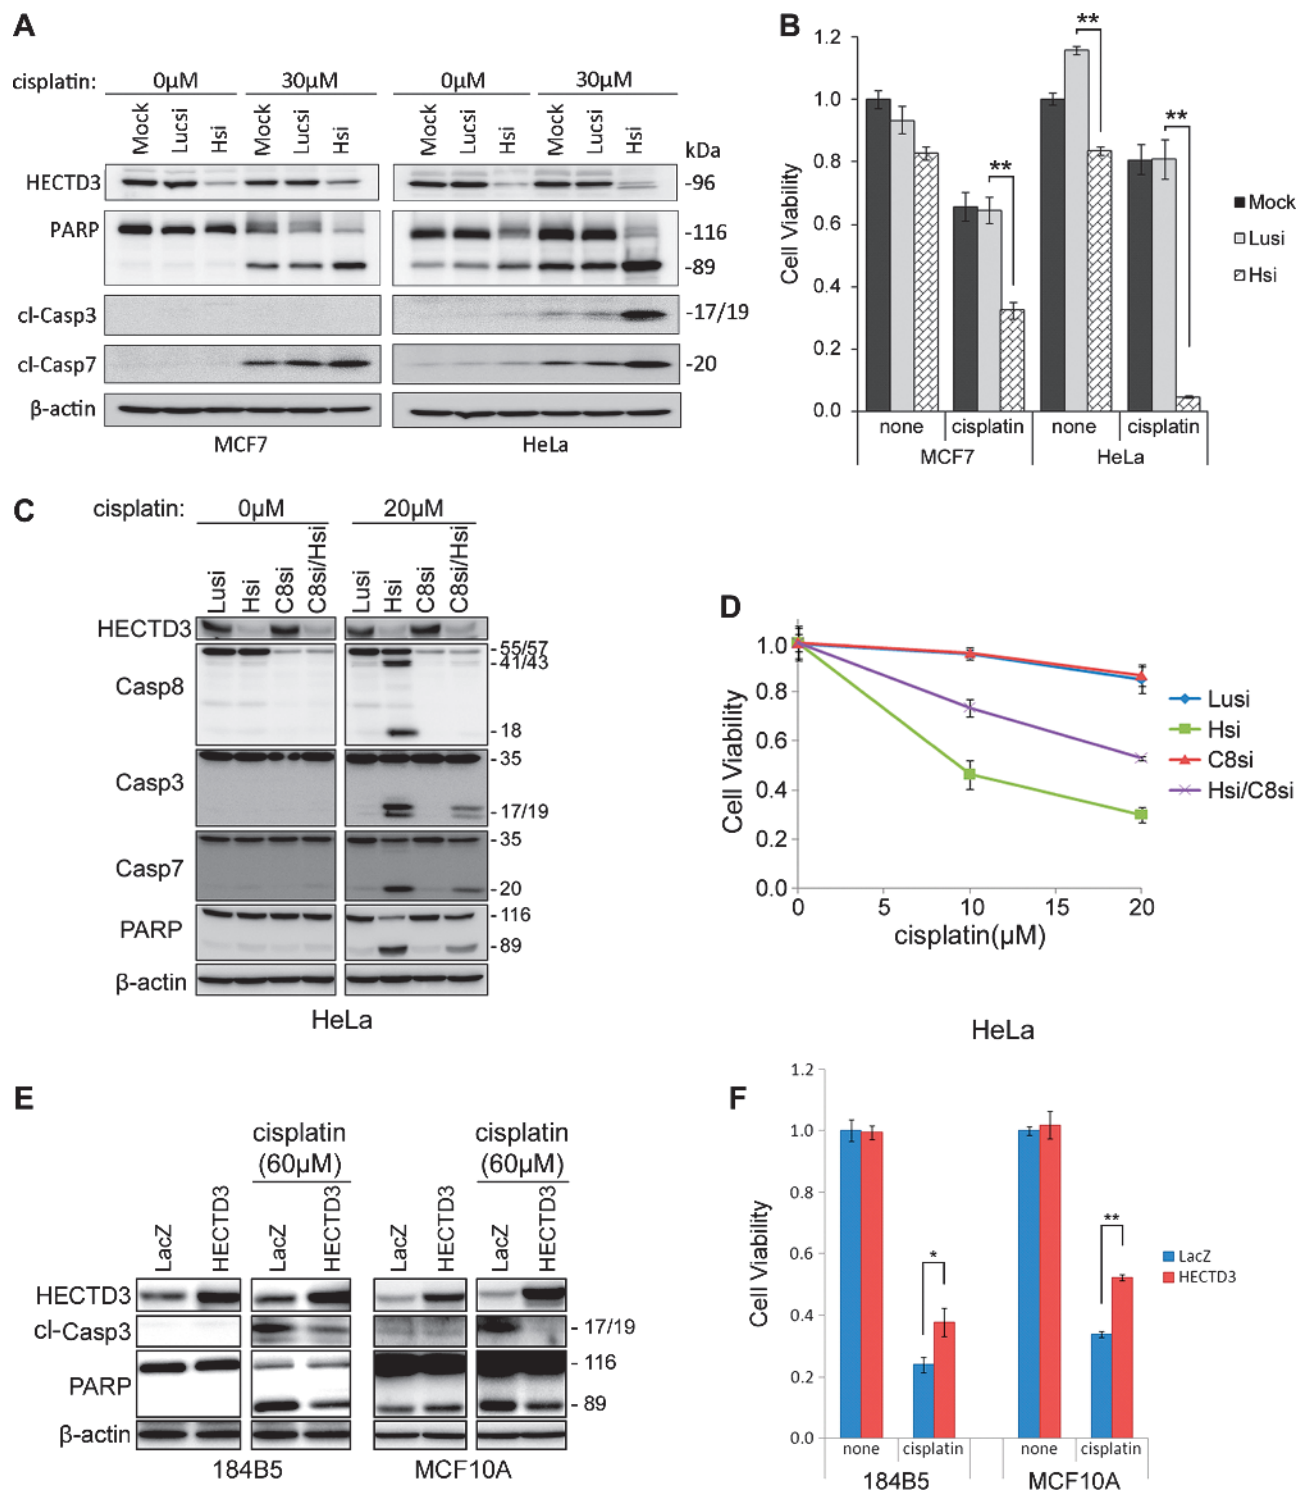 A
cisplatin:
0µM
30µM
0µM
30µM
Mock
Lucsi
Hsi
Mock
Lucsi
Hsi
Mock
Lucsi
Hsi
Mock
Lucsi
Hsi
kDa
HECTD3
-96
PARP
-116
-89
cl-Casp3
-17/19
cl-Casp7
-20
β-actin
MCF7
HeLa
B
Cell Viability
1.2
1.0
0.8
0.6
0.4
0.2
0.0
**
**
**
none
cisplatin
none
cisplatin
MCF7
HeLa
Mock
Lusi
Hsi
C
cisplatin:
0µM
20µM
Lusi
Hsi
C8si
C8si/Hsi
Lusi
Hsi
C8si
C8si/Hsi
HECTD3
Casp8
- 55/57
- 41/43
- 18
Casp3
- 35
- 17/19
Casp7
- 35
- 20
PARP
- 116
- 89
β-actin
HeLa
D
Cell Viability
1.0
0.8
0.6
0.4
0.2
0.0
0
5
10
15
20
cisplatin(µM)
Lusi
Hsi
C8si
Hsi/C8si
HeLa
E
cisplatin
(60µM)
cisplatin
(60µM)
LacZ
HECTD3
LacZ
HECTD3
LacZ
HECTD3
LacZ
HECTD3
HECTD3
cl-Casp3
- 17/19
PARP
- 116
- 89
β-actin
184B5
MCF10A
F
Cell Viability
1.2
1.0
0.8
0.6
0.4
0.2
0.0
*
**
none
cisplatin
none
cisplatin
184B5
MCF10A
LacZ
HECTD3